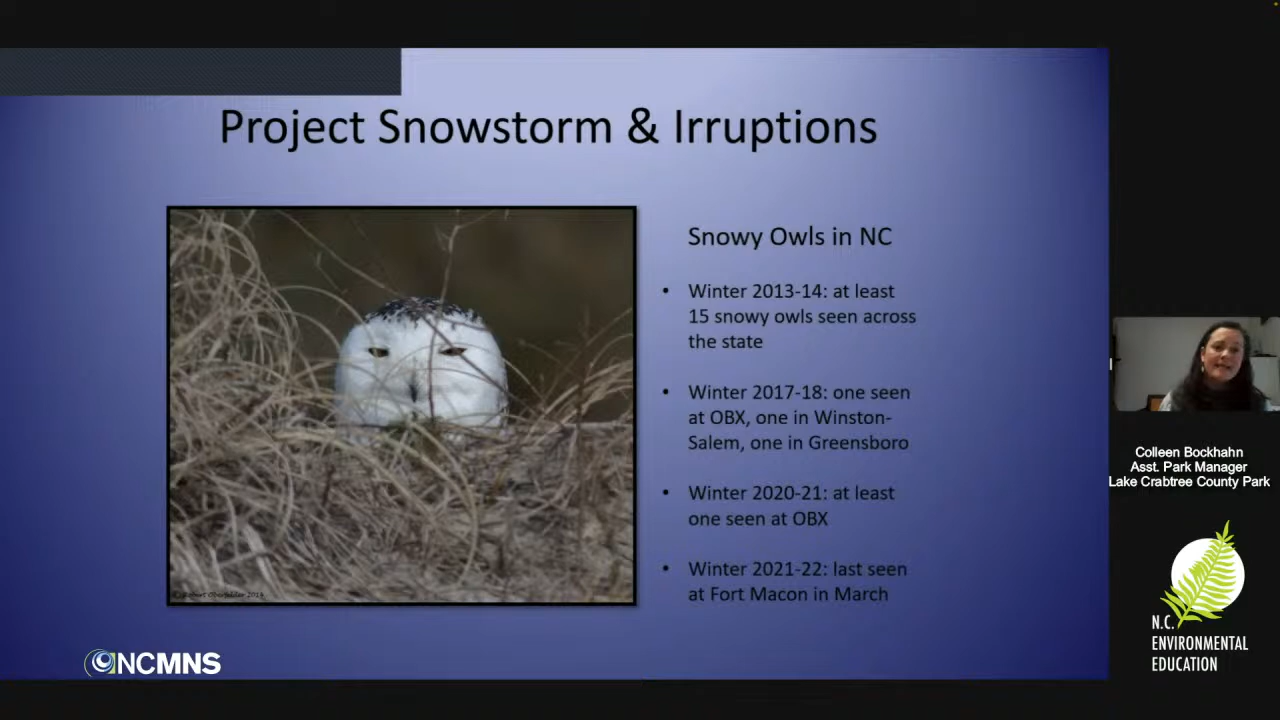 Project Snowstorm & Irruptions
Snowy Owls in NC
• Winter 2013-14: at least
15 snowy owls seen across
the state
• Winter 2017-18: one seen
at OBX, one in Winston-
Salem, one in Greensboro
• Winter 2020-21: at least
one seen at OBX
• Winter 2021-22: last seen
at Fort Macon in March
© Robert Oberfelder 2014
NCMNS
Colleen Bockhahn
Asst. Park Manager
Lake Crabtree County Park
N.C.
ENVIRONMENTAL
EDUCATION